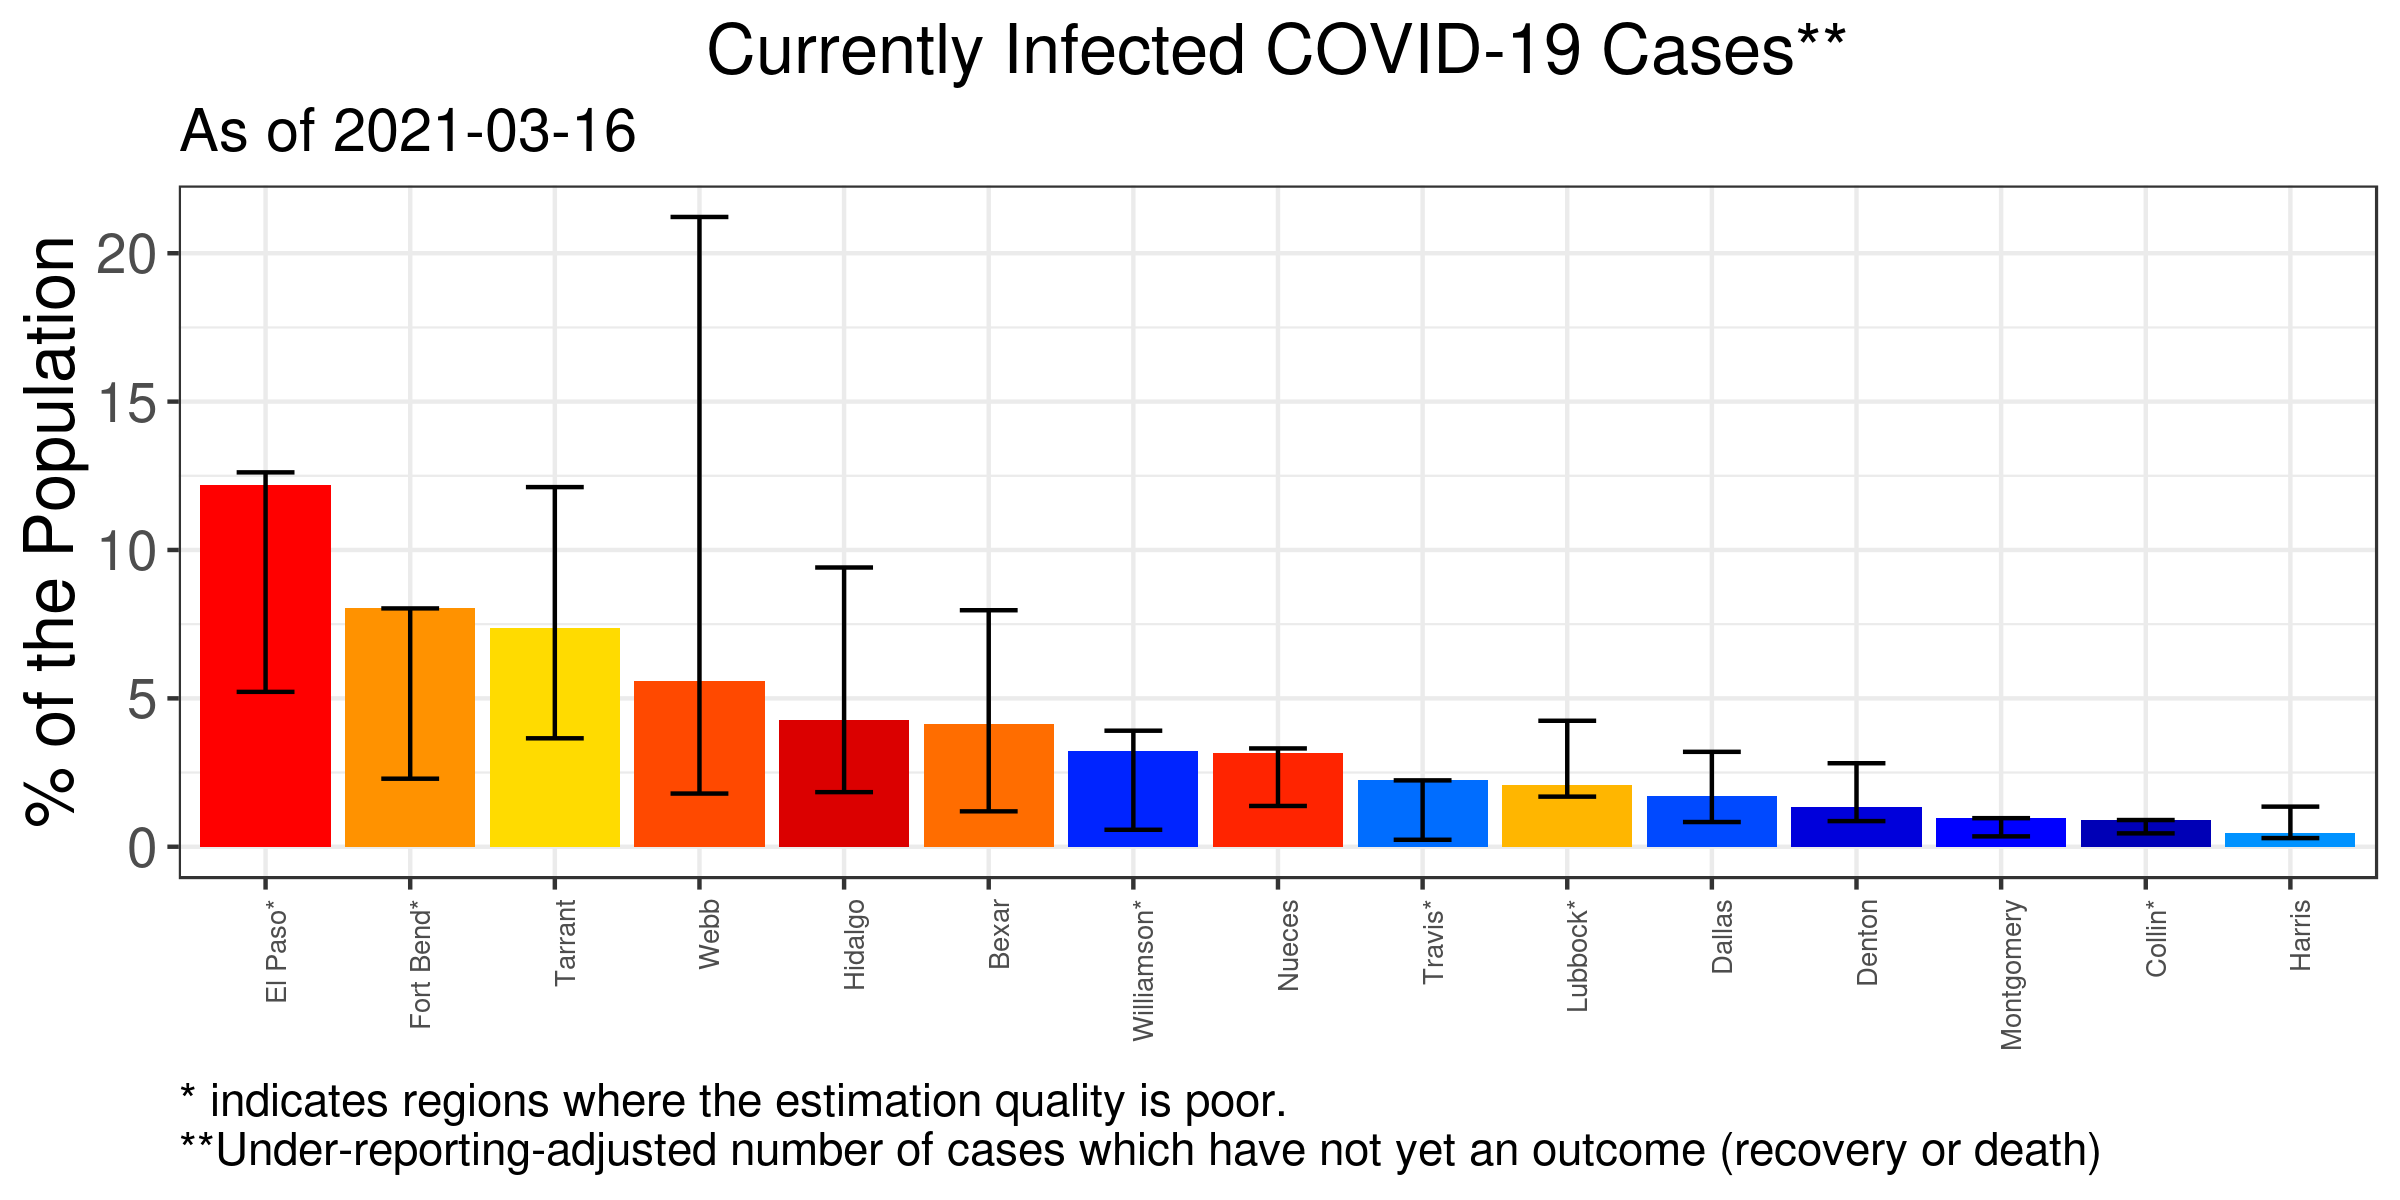 Currently Infected COVID-19 Cases**
As of 2021-03-16
% of the Population
20
15
10
5
0
El Paso*
Fort Bend*
Tarrant
Webb
Hidalgo
Bexar
Williamson*
Nueces
Travis*
Lubbock*
Dallas
Denton
Montgomery
Collin*
Harris
* indicates regions where the estimation quality is poor.
**Under-reporting-adjusted number of cases which have not yet an outcome (recovery or death)